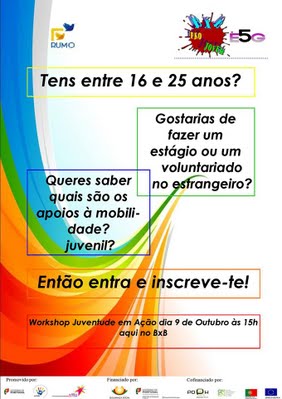 RUMO
E5G
Tens entre 16 e 25 anos?
Gostarias de
fazer um
estágio ou um
voluntariado
no estrangeiro?
Queres saber
quais são os
apoios à mobili-
dade?
juvenil?
Então entra e inscreve-te!
Workshop Juventude em Ação dia 9 de Outubro às 15h
aqui no BxB
Promovido por:
Financiado por:
Cofinanciado por: